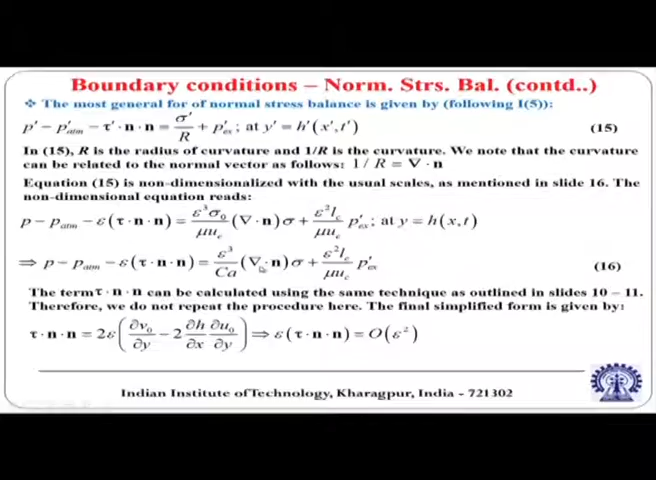 Boundary conditions – Norm. Strs. Bal. (contd..)
❖ The most general for of normal stress balance is given by (following I(5)):
p′ − p′atm − τ′ · n · n = σ′/R + p′ex ; at y′ = h′(x′,t′) (15)
In (15), R is the radius of curvature and 1/R is the curvature. We note that the curvature
can be related to the normal vector as follows: 1/R = ∇ · n
Equation (15) is non-dimensionalized with the usual scales, as mentioned in slide 16. The
non-dimensional equation reads:
p − patm − ε(τ · n · n) = ε³σ₀/μuc (∇ · n)σ + ε²lc/μuc p′ex ; at y = h(x,t)
⇒ p − patm − ε(τ · n · n) = ε³/Ca (∇ · n)σ + ε²lc/μuc p′ex (16)
The term τ · n · n can be calculated using the same technique as outlined in slides 10 – 11.
Therefore, we do not repeat the procedure here. The final simplified form is given by:
τ · n · n = 2ε(∂v₀/∂y − 2 ∂h/∂x ∂u₀/∂y) ⇒ ε(τ · n · n) = O(ε²)
Indian Institute of Technology, Kharagpur, India – 721302